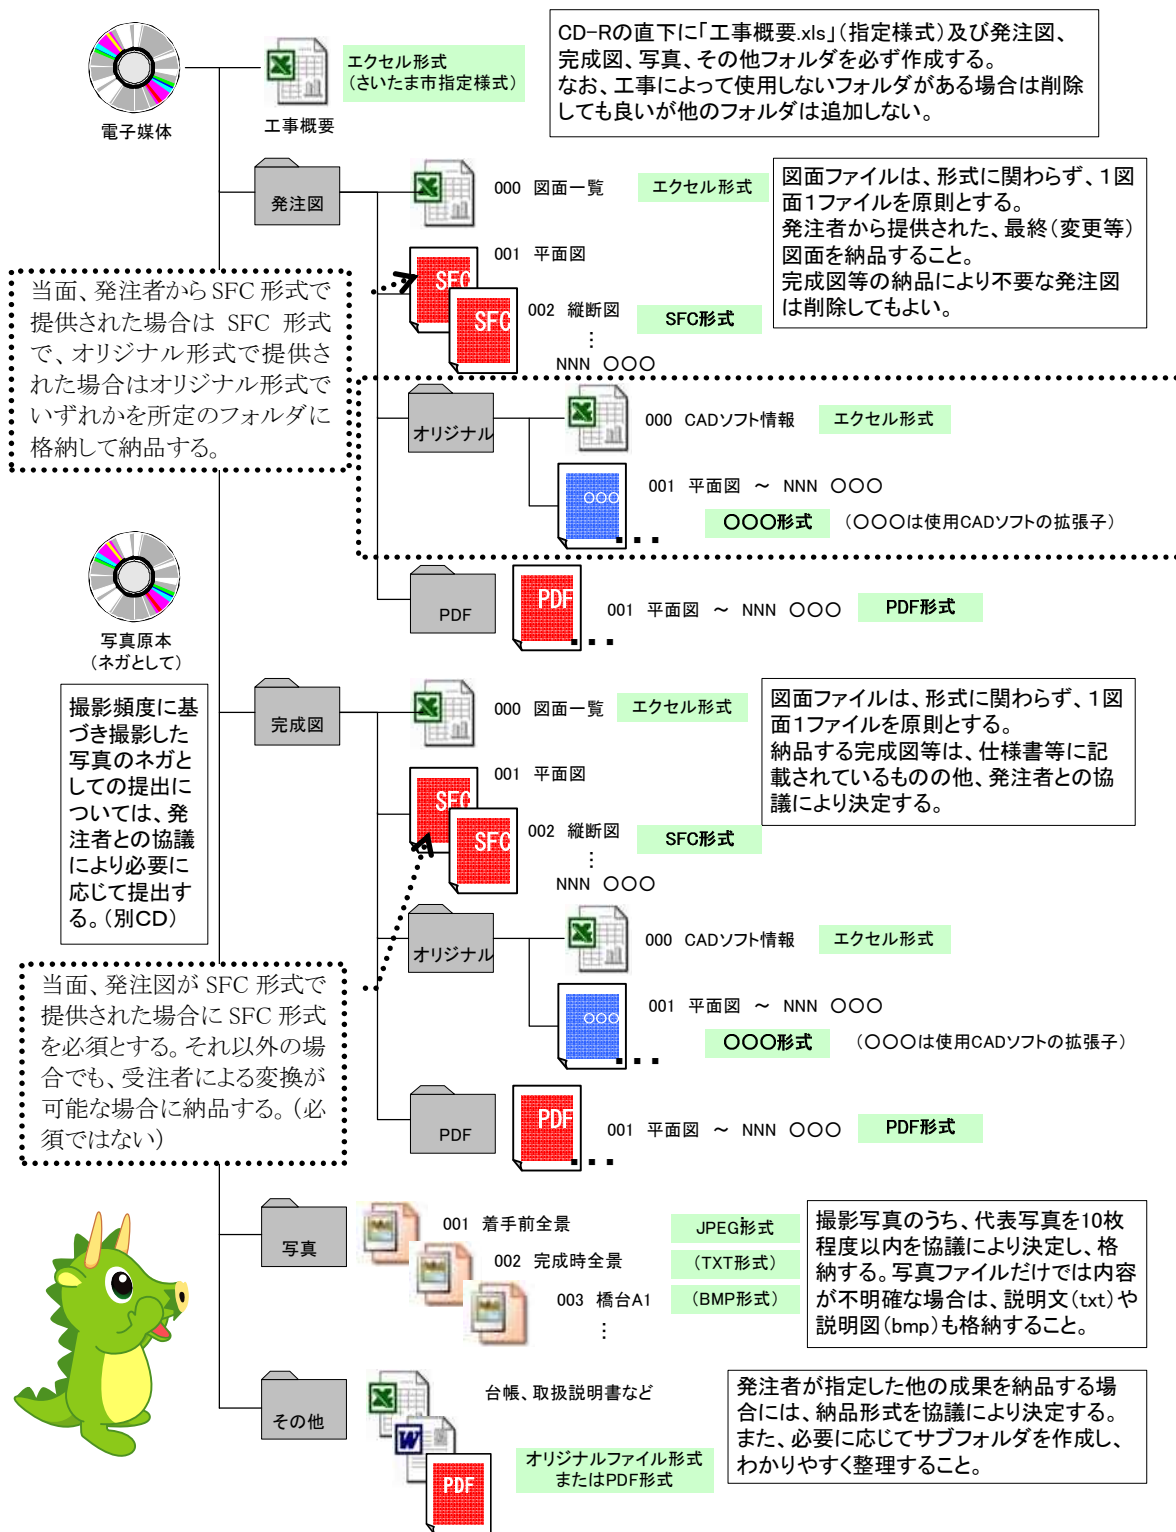 CD-Rの直下に「工事概要.xls」(指定様式)及び発注図、
完成図、写真、その他フォルダを必ず作成する。
なお、工事によって使用しないフォルダがある場合は削除
しても良いが他のフォルダは追加しない。
エクセル形式
(さいたま市指定様式)
電子媒体
工事概要
発注図
000 図面一覧
エクセル形式
図面ファイルは、形式に関わらず、1図
面1ファイルを原則とする。
発注者から提供された、最終(変更等)
図面を納品すること。
完成図等の納品により不要な発注図
は削除してもよい。
001 平面図
SFC
002 縦断図
SFC
SFC形式
⋮
NNN 〇〇〇
当面、発注者からSFC 形式で
提供された場合は SFC 形式
で、オリジナル形式で提供さ
れた場合はオリジナル形式で
いずれかを所定のフォルダに
格納して納品する。
オリジナル
000 CADソフト情報
エクセル形式
〇〇〇
001 平面図 ～ NNN 〇〇〇
〇〇〇形式
(〇〇〇は使用CADソフトの拡張子)
...
PDF
PDF
001 平面図 ～ NNN 〇〇〇
PDF形式
...
写真原本
(ネガとして)
撮影頻度に基
づき撮影した
写真のネガと
しての提出に
ついては、発
注者との協議
により必要に
応じて提出す
る。(別CD)
完成図
000 図面一覧
エクセル形式
図面ファイルは、形式に関わらず、1図
面1ファイルを原則とする。
納品する完成図等は、仕様書等に記
載されているものの他、発注者との協
議により決定する。
001 平面図
SFC
002 縦断図
SFC
SFC形式
⋮
NNN 〇〇〇
オリジナル
000 CADソフト情報
エクセル形式
〇〇〇
001 平面図 ～ NNN 〇〇〇
〇〇〇形式
(〇〇〇は使用CADソフトの拡張子)
...
当面、発注図が SFC 形式で
提供された場合に SFC 形式
を必須とする。それ以外の場
合でも、受注者による変換が
可能な場合に納品する。(必
須ではない)
PDF
PDF
001 平面図 ～ NNN 〇〇〇
PDF形式
...
写真
001 着手前全景
JPEG形式
002 完成時全景
(TXT形式)
003 橋台A1
(BMP形式)
⋮
撮影写真のうち、代表写真を10枚
程度以内を協議により決定し、格
納する。写真ファイルだけでは内容
が不明確な場合は、説明文(txt)や
説明図(bmp)も格納すること。
その他
台帳、取扱説明書など
PDF
オリジナルファイル形式
またはPDF形式
発注者が指定した他の成果を納品する場
合には、納品形式を協議により決定する。
また、必要に応じてサブフォルダを作成し、
わかりやすく整理すること。